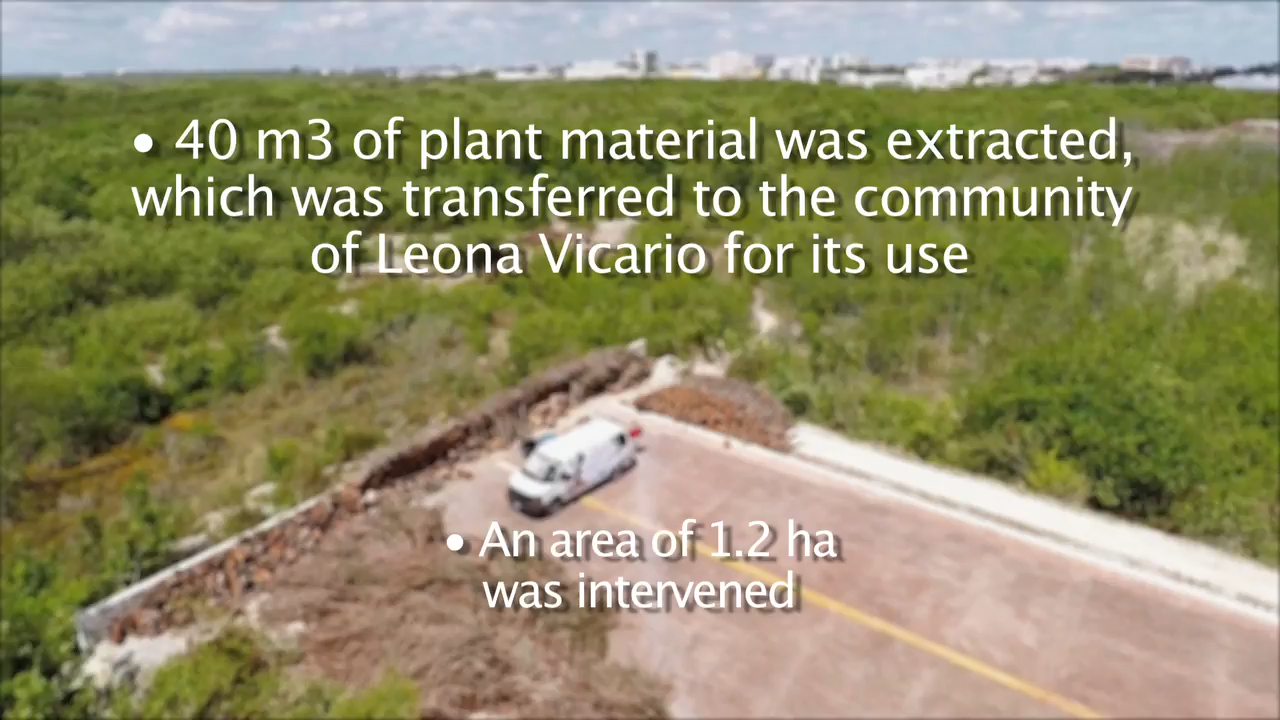 • 40 m3 of plant material was extracted,
which was transferred to the community
of Leona Vicario for its use
• An area of 1.2 ha
was intervened